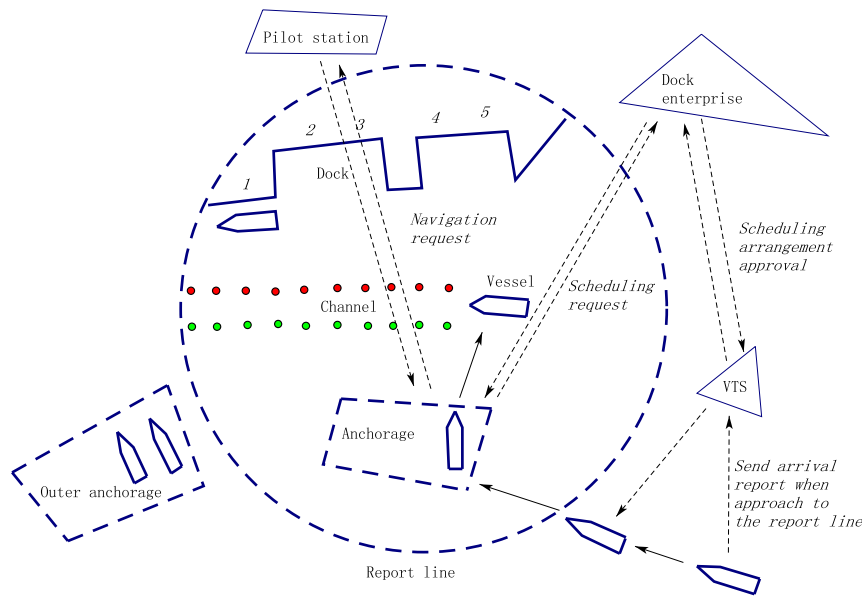 Pilot station
Dock
enterprise
1
2
3
4
5
Dock
Navigation
request
Scheduling
arrangement
approval
Vessel
Scheduling
request
Channel
VTS
Anchorage
Outer anchorage
Send arrival
report when
approach to
the report line
Report line